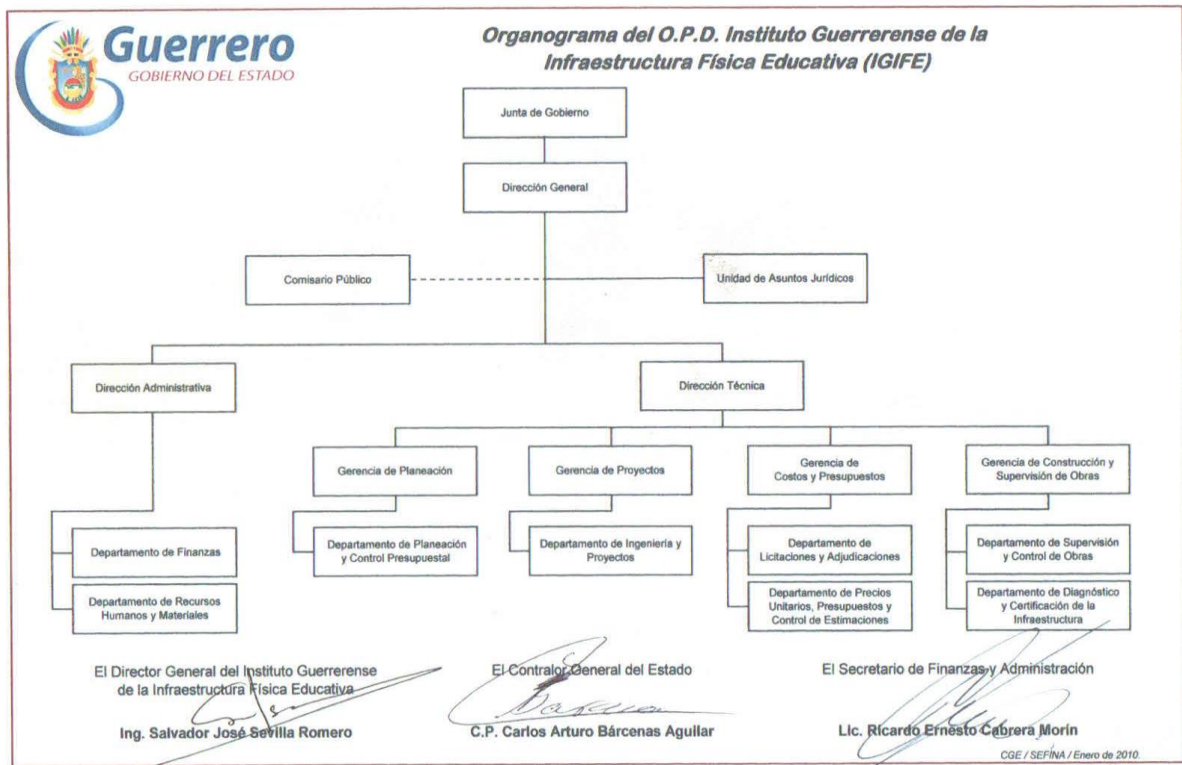 Guerrero
GOBIERNO DEL ESTADO
Organograma del O.P.D. Instituto Guerrerense de la
Infraestructura Física Educativa (IGIFE)
Junta de Gobierno
Dirección General
Comisario Público
Unidad de Asuntos Jurídicos
Dirección Administrativa
Dirección Técnica
Gerencia de Planeación
Gerencia de Proyectos
Gerencia de
Costos y Presupuestos
Gerencia de Construcción y
Supervisión de Obras
Departamento de Finanzas
Departamento de Planeación
y Control Presupuestal
Departamento de Ingeniería y
Proyectos
Departamento de
Licitaciones y Adjudicaciones
Departamento de Supervisión
y Control de Obras
Departamento de Recursos
Humanos y Materiales
Departamento de Precios
Unitarios, Presupuestos y
Control de Estimaciones
Departamento de Diagnóstico
y Certificación de la
Infraestructura
El Director General del Instituto Guerrerense
de la Infraestructura Física Educativa
Ing. Salvador José Sevilla Romero
El Contralor General del Estado
C.P. Carlos Arturo Bárcenas Aguilar
El Secretario de Finanzas y Administración
Lic. Ricardo Ernesto Cabrera Morín
CGE / SEFINA / Enero de 2010.